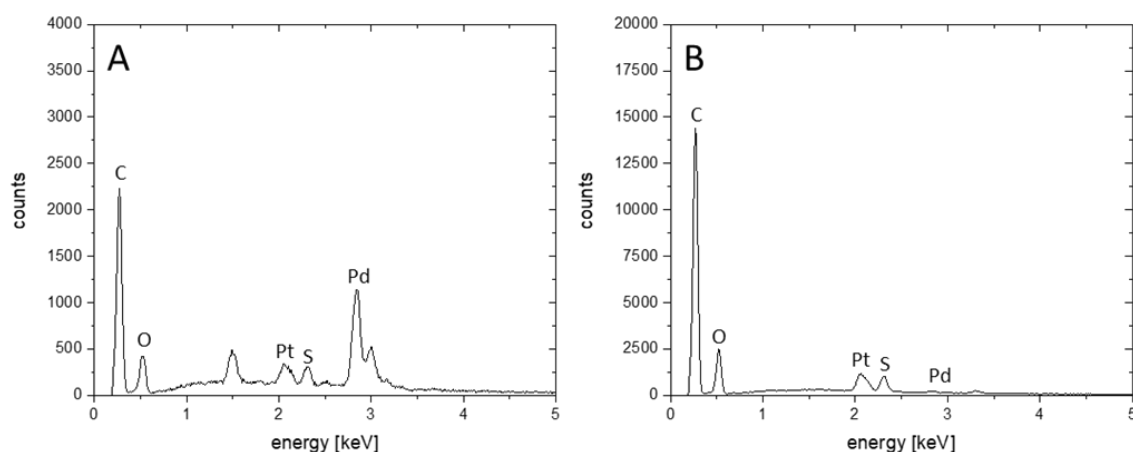 A
4000
3500
3000
2500
2000
1500
1000
500
0
counts
C
O
Pt
S
Pd
0 1 2 3 4 5
energy [keV]
B
20000
17500
15000
12500
10000
7500
5000
2500
0
counts
C
O
Pt
S
Pd
0 1 2 3 4 5
energy [keV]